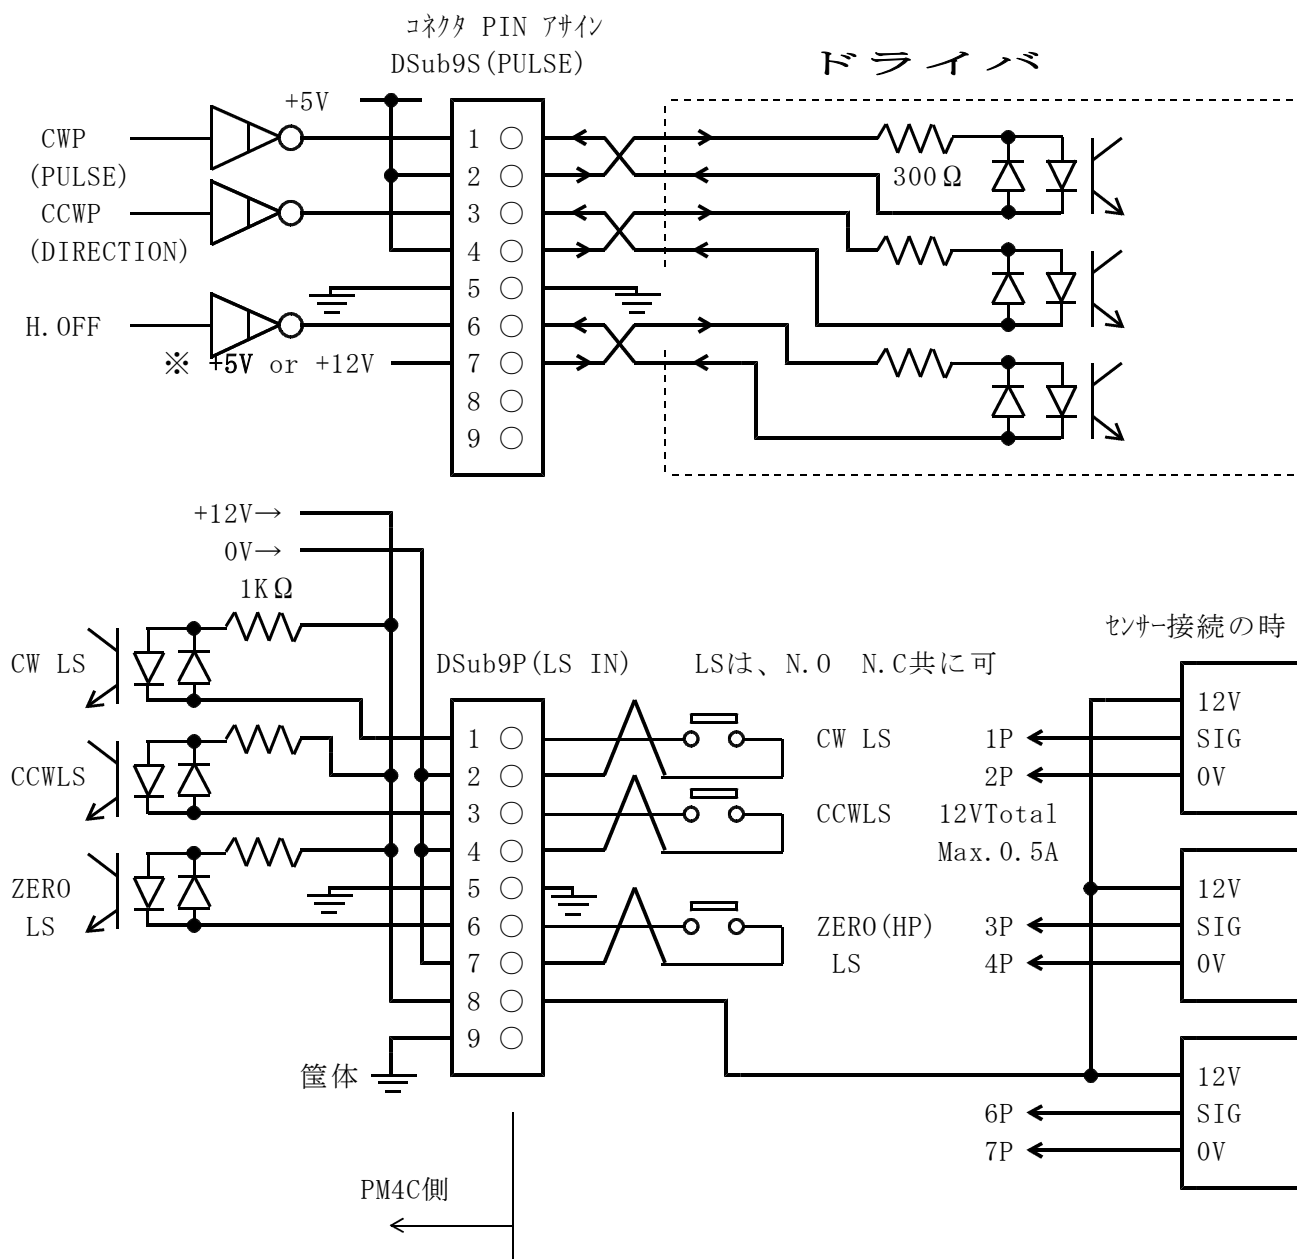 コネクタ PIN アサイン
DSub9S(PULSE)
ドライバ
+5V
CWP
(PULSE)
CCWP
(DIRECTION)
H.OFF
※ +5V or +12V
1
2
3
4
5
6
7
8
9
300Ω
+12V→
0V→
1KΩ
CW LS
CCWLS
ZERO
LS
DSub9P(LS IN)
LSは、N.O N.C共に可
1
2
3
4
5
6
7
8
9
CW LS
CCWLS
ZERO(HP)
LS
12VTotal
Max.0.5A
センサー接続の時
12V
1P SIG
2P 0V
12V
3P SIG
4P 0V
12V
6P SIG
7P 0V
筐体
PM4C側